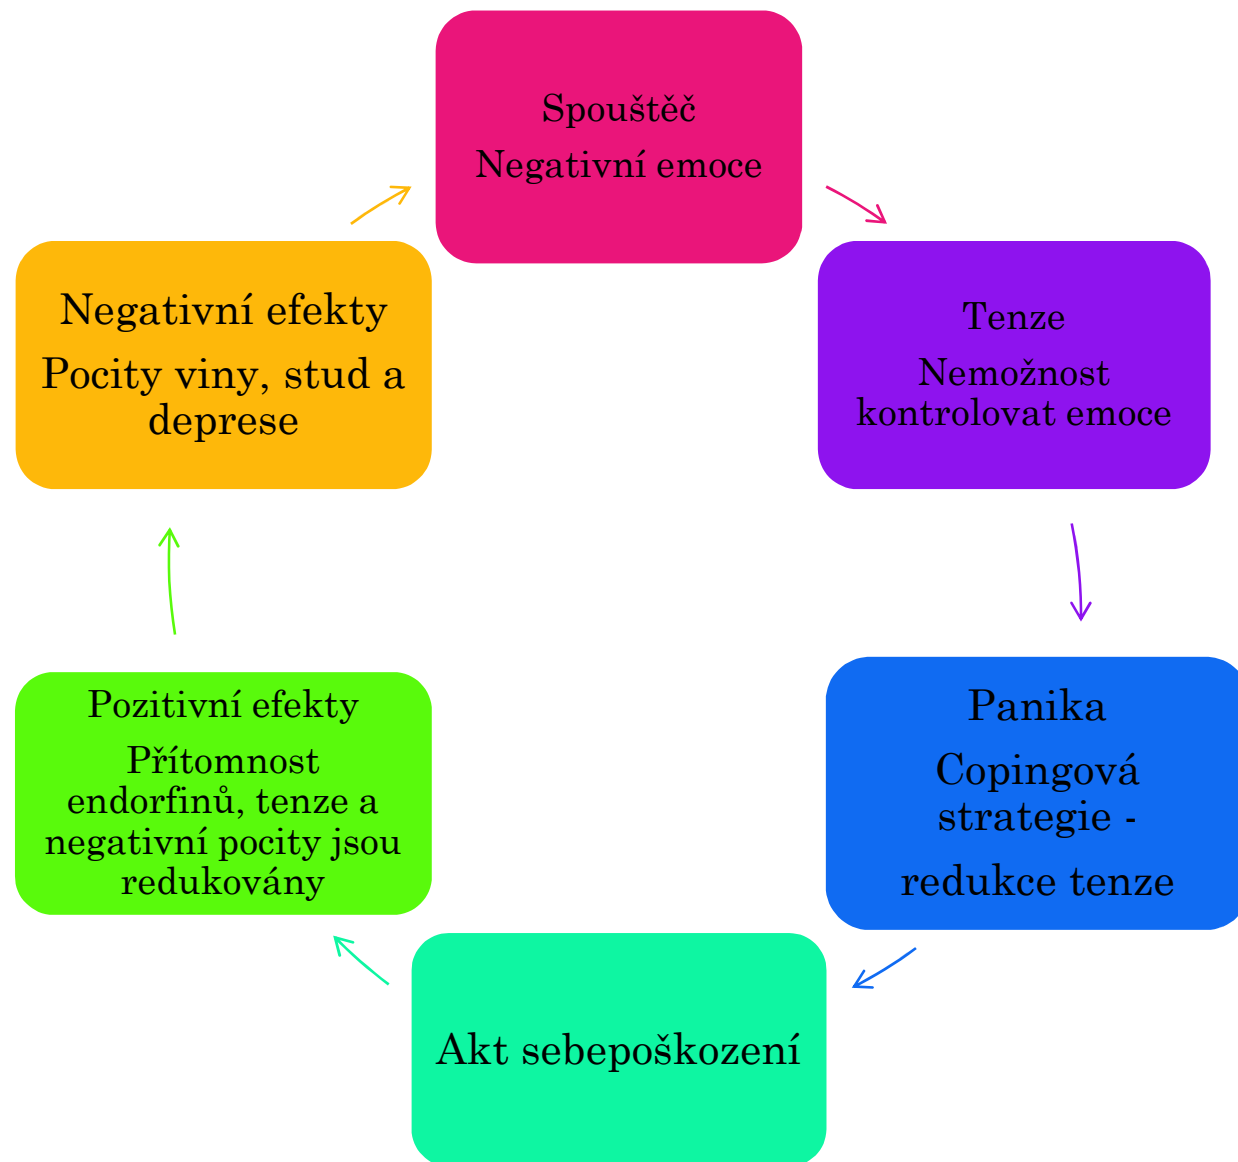 Spouštěč
Negativní emoce
Tenze
Nemožnost
kontrolovat emoce
Panika
Copingová
strategie -
redukce tenze
Akt sebepoškození
Pozitivní efekty
Přítomnost
endorfinů, tenze a
negativní pocity jsou
redukovány
Negativní efekty
Pocity viny, stud a
deprese